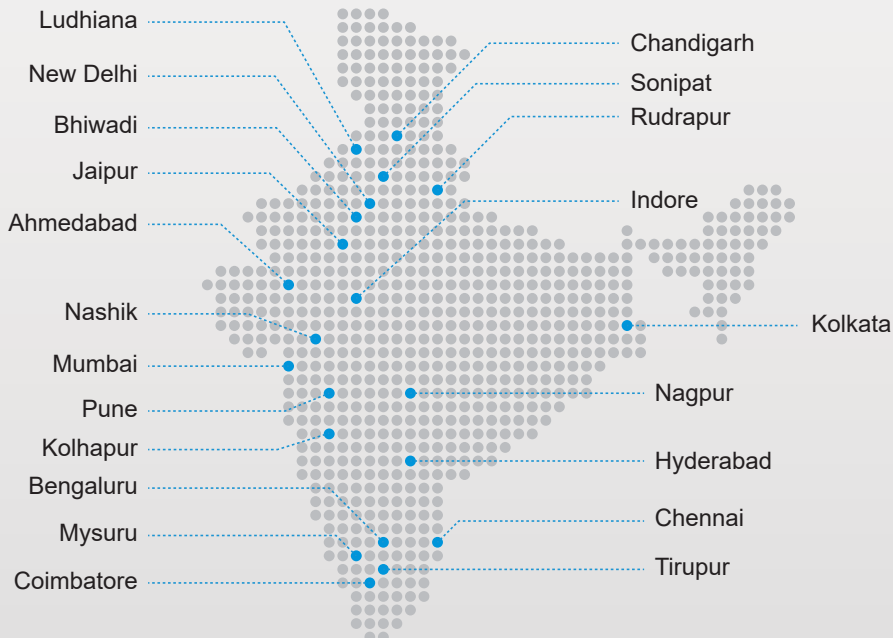 Ludhiana
New Delhi
Bhiwadi
Jaipur
Ahmedabad
Nashik
Mumbai
Pune
Kolhapur
Bengaluru
Mysuru
Coimbatore
Chandigarh
Sonipat
Rudrapur
Indore
Kolkata
Nagpur
Hyderabad
Chennai
Tirupur